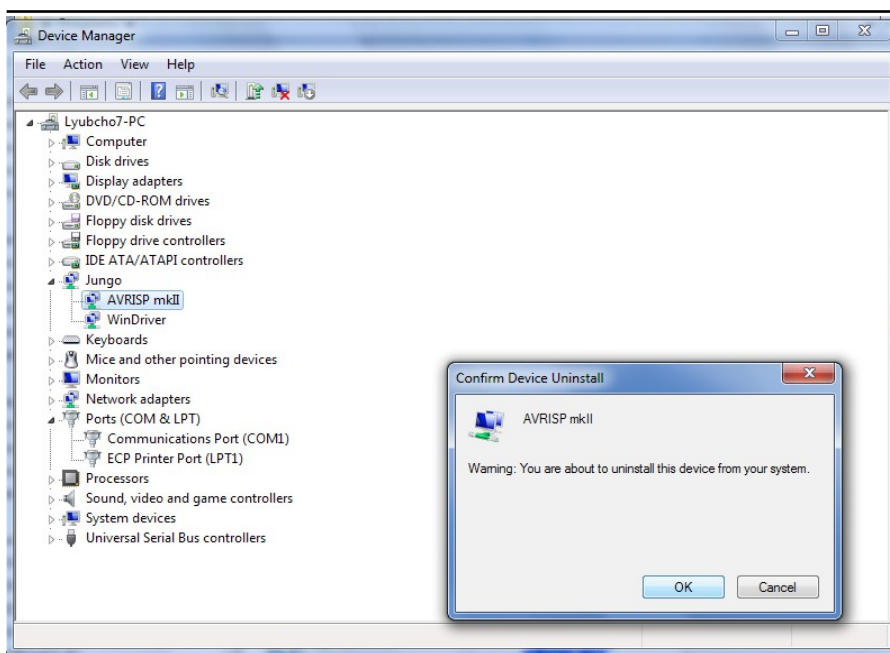 Device Manager
File Action View Help
Lyubcho7-PC
Computer
Disk drives
Display adapters
DVD/CD-ROM drives
Floppy disk drives
Floppy drive controllers
IDE ATA/ATAPI controllers
Jungo
AVRISP mkII
WinDriver
Keyboards
Mice and other pointing devices
Monitors
Network adapters
Ports (COM & LPT)
Communications Port (COM1)
ECP Printer Port (LPT1)
Processors
Sound, video and game controllers
System devices
Universal Serial Bus controllers
Confirm Device Uninstall
AVRISP mkII
Warning: You are about to uninstall this device from your system.
OK Cancel